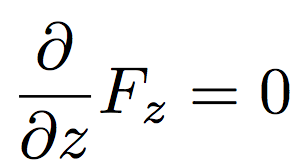 ∂/∂z F_z = 0